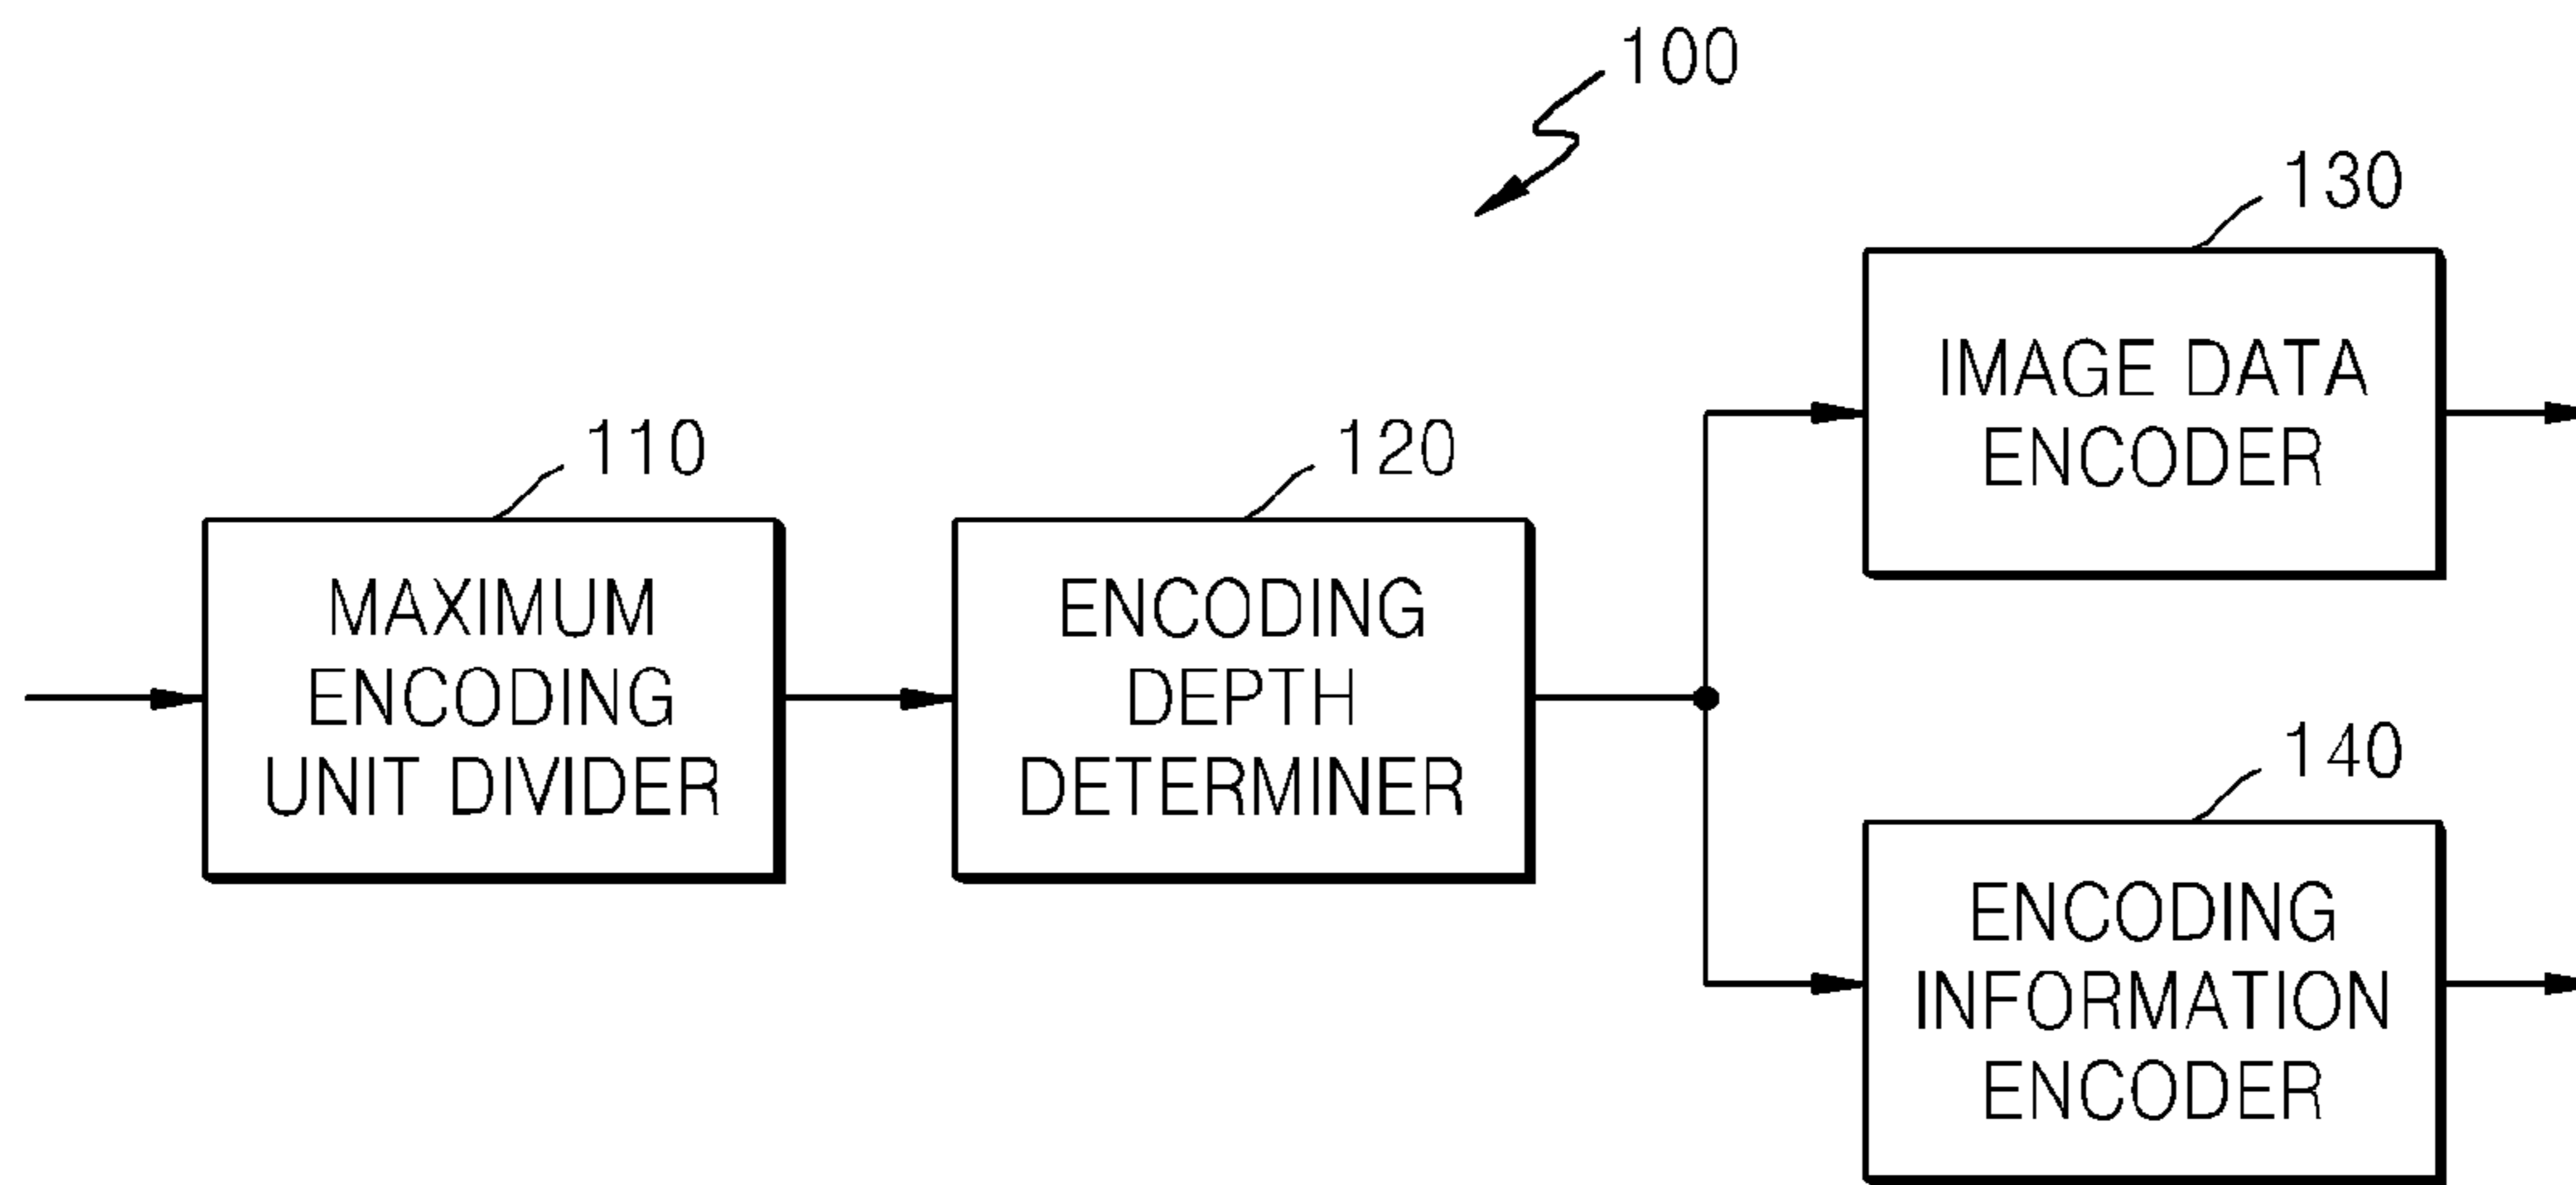 100
130
IMAGE DATA
ENCODER
110
MAXIMUM
ENCODING
UNIT DIVIDER
120
ENCODING
DEPTH
DETERMINER
140
ENCODING
INFORMATION
ENCODER